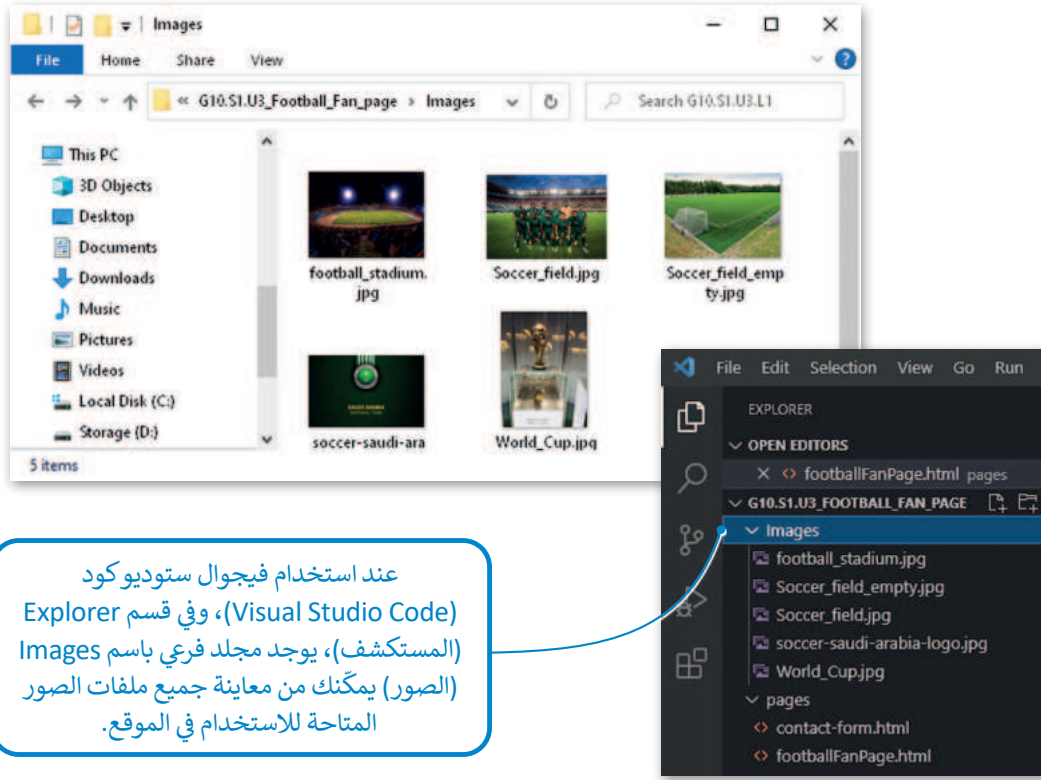 Images
File Home Share View
« G10.S1.U3_Football_Fan_page › Images
Search G10.S1.U3.L1
This PC
3D Objects
Desktop
Documents
Downloads
Music
Pictures
Videos
Local Disk (C:)
Storage (D:)
football_stadium.
jpg
Soccer_field.jpg
Soccer_field_emp
ty.jpg
soccer-saudi-ara
World_Cup.jpg
5 items
File Edit Selection View Go Run
EXPLORER
OPEN EDITORS
footballFanPage.html pages
G10.S1.U3_FOOTBALL_FAN_PAGE
Images
football_stadium.jpg
Soccer_field_empty.jpg
Soccer_field.jpg
soccer-saudi-arabia-logo.jpg
World_Cup.jpg
pages
contact-form.html
footballFanPage.html
عند استخدام فيجوال ستوديو كود
(Visual Studio Code)، وفي قسم Explorer
(المستكشف)، يوجد مجلد فرعي باسم Images
(الصور) يمكّنك من معاينة جميع ملفات الصور
المتاحة للاستخدام في الموقع.